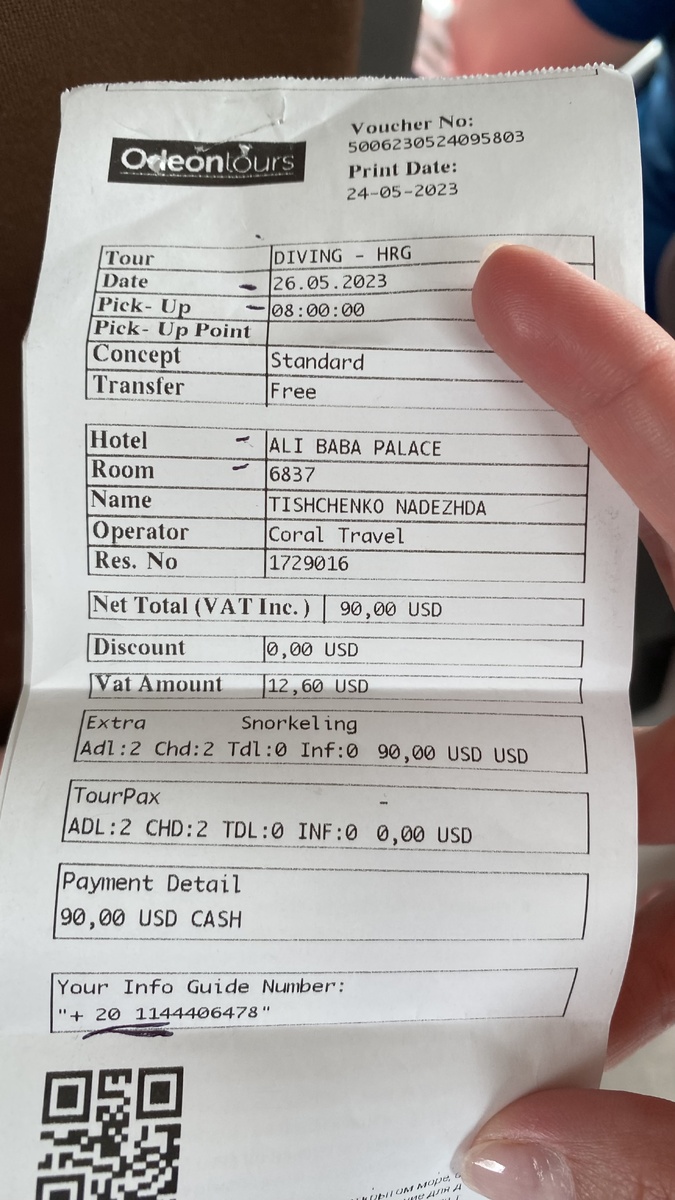 Odeontours
Voucher No:
5006230524095803
Print Date:
24-05-2023
Tour DIVING - HRG
Date 26.05.2023
Pick- Up 08:00:00
Pick- Up Point
Concept Standard
Transfer Free
Hotel ALI BABA PALACE
Room 6837
Name TISHCHENKO NADEZHDA
Operator Coral Travel
Res. No 1729016
Net Total (VAT Inc.) 90,00 USD
Discount 0,00 USD
Vat Amount 12,60 USD
Extra Snorkeling
Adl:2 Chd:2 Tdl:0 Inf:0 90,00 USD USD
TourPax -
ADL:2 CHD:2 TDL:0 INF:0 0,00 USD
Payment Detail
90,00 USD CASH
Your Info Guide Number:
"+ 20 1144406478"
море,